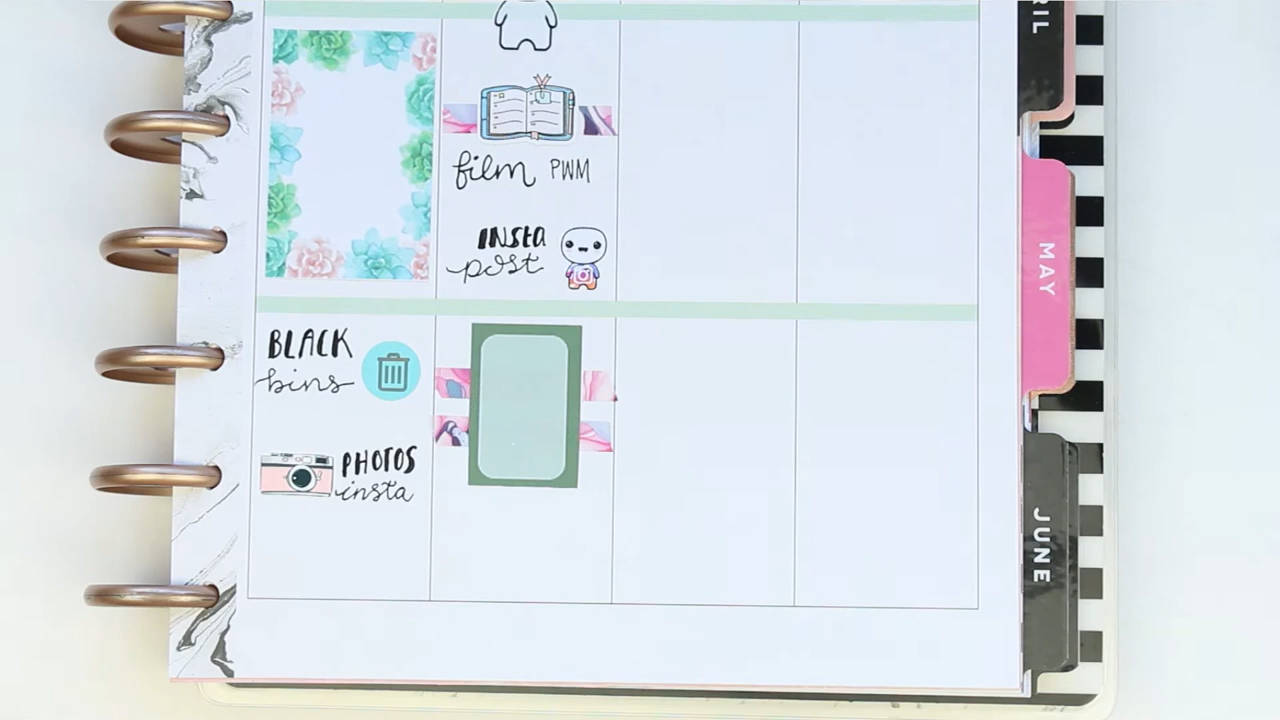 film PWM
INSTA
post
BLACK
bins
PHOTOS
insta
RIL
MAY
JUNE